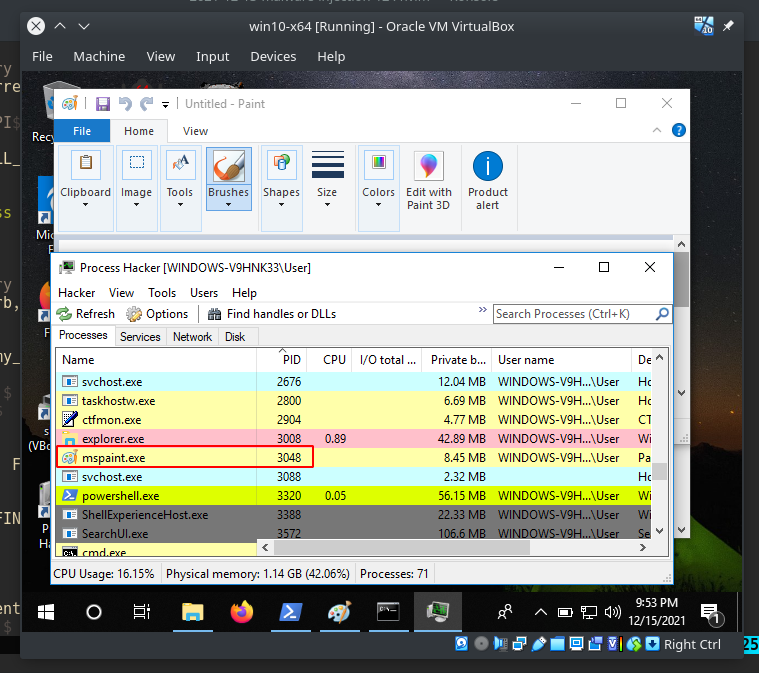 win10-x64 [Running] - Oracle VM VirtualBox
File Machine View Input Devices Help
Untitled - Paint
File Home View
Clipboard Image Tools Brushes Shapes Size Colors Edit with Paint 3D Product alert
Process Hacker [WINDOWS-V9HNK33\User]
Hacker View Tools Users Help
Refresh Options Find handles or DLLs » Search Processes (Ctrl+K)
Processes Services Network Disk
Name PID CPU I/O total ... Private b... User name De
svchost.exe 2676 12.04 MB WINDOWS-V9H...\User Ho
taskhostw.exe 2800 6.69 MB WINDOWS-V9H...\User Ho
ctfmon.exe 2904 4.77 MB WINDOWS-V9H...\User CT
explorer.exe 3008 0.89 42.89 MB WINDOWS-V9H...\User Wi
mspaint.exe 3048 8.45 MB WINDOWS-V9H...\User Pa
svchost.exe 3088 2.32 MB WINDOWS-V9H...\User Ho
powershell.exe 3320 0.05 56.15 MB WINDOWS-V9H...\User Wi
ShellExperienceHost.exe 3388 22.33 MB WINDOWS-V9H...\User Wi
SearchUI.exe 3572 106.6 MB WINDOWS-V9H...\User Se
cmd.exe
CPU Usage: 16.15% Physical memory: 1.14 GB (42.06%) Processes: 71
9:53 PM
12/15/2021
1
Right Ctrl
25